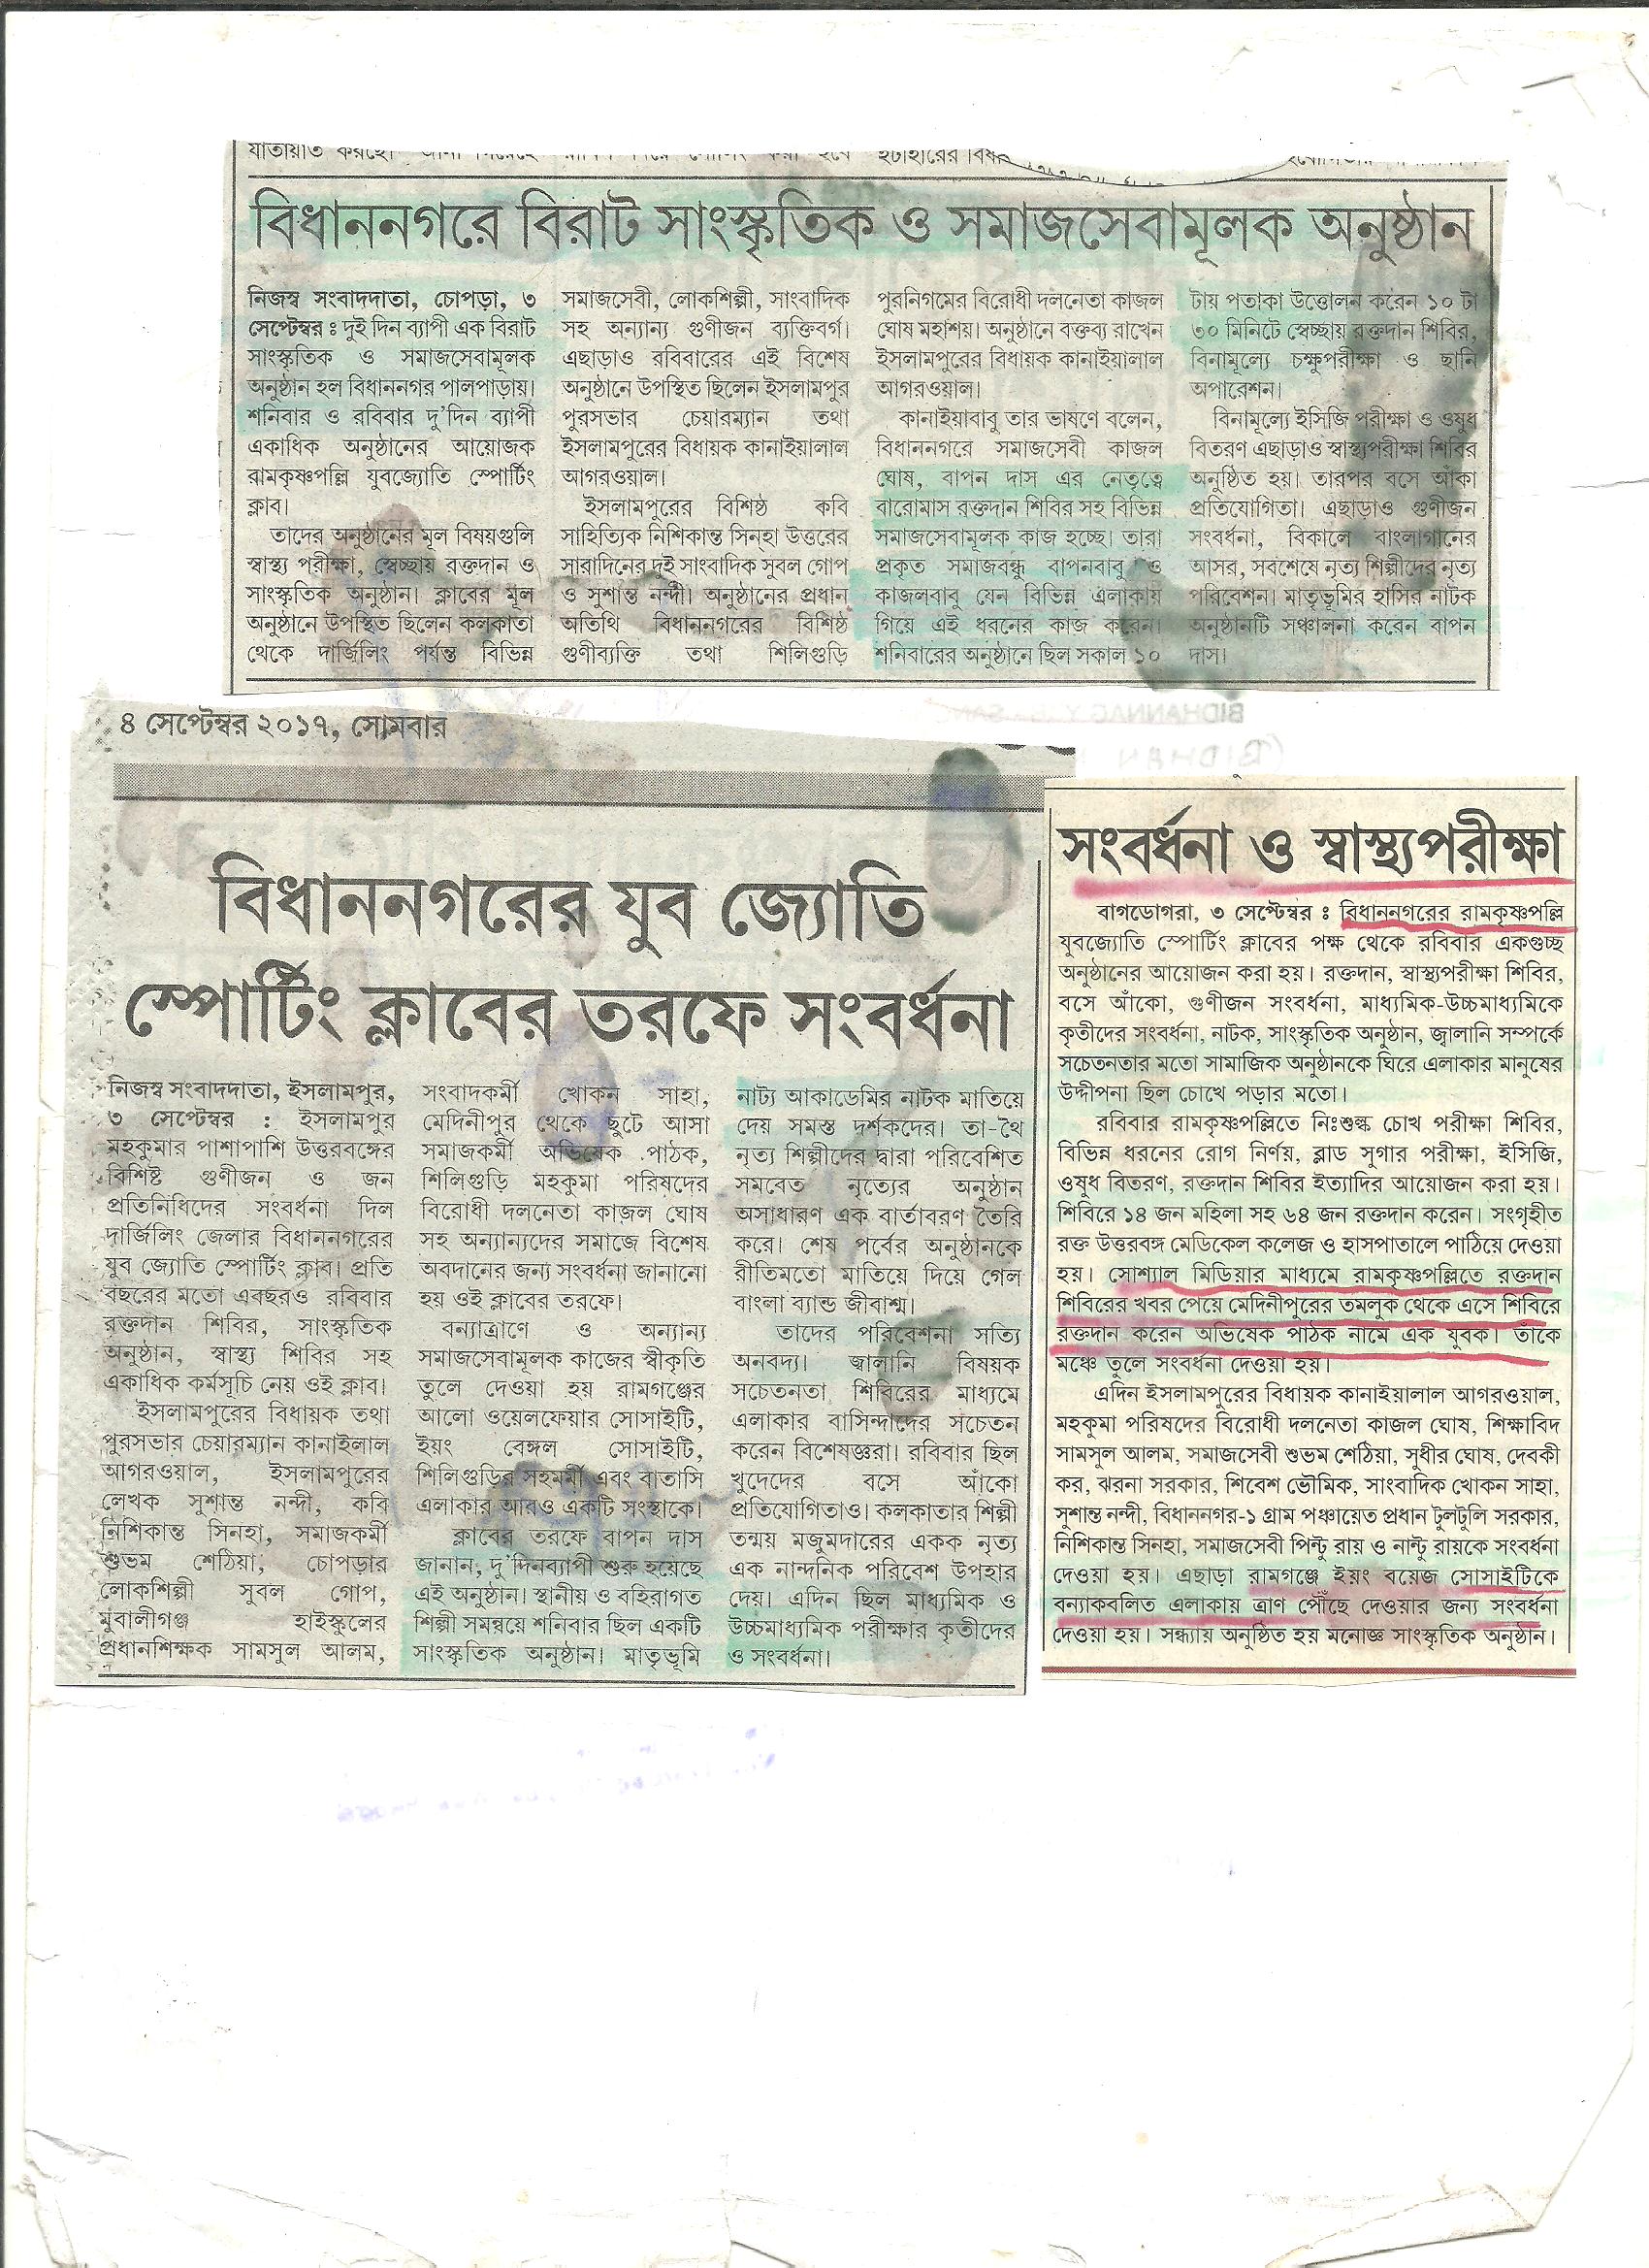 বিধাননগরে বিরাট সাংস্কৃতিক ও সমাজসেবামূলক অনুষ্ঠান
নিজস্ব সংবাদদাতা, চোপড়া, ৩
সেপ্টেম্বর : দুই দিন ব্যাপী এক বিরাট
সাংস্কৃতিক ও সমাজসেবামূলক
অনুষ্ঠান হল বিধাননগর পালপাড়ায়।
শনিবার ও রবিবার দু'দিন ব্যাপী
একাধিক অনুষ্ঠানের আয়োজক
রামকৃষ্ণপল্লি যুবজ্যোতি স্পোর্টিং
ক্লাব।
তাদের অনুষ্ঠানের মূল বিষয়গুলি
স্বাস্থ্য পরীক্ষা, স্বেচ্ছায় রক্তদান ও
সাংস্কৃতিক অনুষ্ঠান। ক্লাবের মূল
অনুষ্ঠানে উপস্থিত ছিলেন কলকাতা
থেকে দার্জিলিং পর্যন্ত বিভিন্ন
সমাজসেবী, লোকশিল্পী, সাংবাদিক
সহ অন্যান্য গুণীজন ব্যক্তিবর্গ।
এছাড়াও রবিবারের এই বিশেষ
অনুষ্ঠানে উপস্থিত ছিলেন ইসলামপুর
পুরসভার চেয়ারম্যান তথা
ইসলামপুরের বিধায়ক কানাইয়ালাল
আগরওয়াল।
ইসলামপুরের বিশিষ্ঠ কবি
সাহিত্যিক নিশিকান্ত সিন্‌হা উত্তরের
সারাদিনের দুই সাংবাদিক সুবল গোপ
ও সুশান্ত নন্দী। অনুষ্ঠানের প্রধান
অতিথি বিধাননগরের বিশিষ্ঠ
গুণীব্যক্তি তথা শিলিগুড়ি
পুরনিগমের বিরোধী দলনেতা কাজল
ঘোষ মহাশয়। অনুষ্ঠানে বক্তব্য রাখেন
ইসলামপুরের বিধায়ক কানাইয়ালাল
আগরওয়াল।
কানাইয়াবাবু তার ভাষণে বলেন,
বিধাননগরে সমাজসেবী কাজল
ঘোষ, বাপন দাস এর নেতৃত্বে
বারোমাস রক্তদান শিবির সহ বিভিন্ন
সমাজসেবামূলক কাজ হচ্ছে। তারা
প্রকৃত সমাজবন্ধু বাপনবাবু ও
কাজলবাবু যেন বিভিন্ন এলাকায়
গিয়ে এই ধরনের কাজ করেন।
শনিবারের অনুষ্ঠানে ছিল সকাল ১০
টায় পতাকা উত্তোলন করেন ১০ টা
৩০ মিনিটে স্বেচ্ছায় রক্তদান শিবির,
বিনামূল্যে চক্ষুপরীক্ষা ও ছানি
অপারেশন।
বিনামূল্যে ইসিজি পরীক্ষা ও ওষুধ
বিতরণ এছাড়াও স্বাস্থ্যপরীক্ষা শিবির
অনুষ্ঠিত হয়। তারপর বসে আঁকা
প্রতিযোগিতা। এছাড়াও গুণীজন
সংবর্ধনা, বিকালে বাংলাগানের
আসর, সবশেষে নৃত্য শিল্পীদের নৃত্য
পরিবেশন। মাতৃভূমির হাসির নাটক
অনুষ্ঠানটি সঞ্চালনা করেন বাপন
দাস।
৪ সেপ্টেম্বর ২০১৭, সোমবার
বিধাননগরের যুব জ্যোতি
স্পোর্টিং ক্লাবের তরফে সংবর্ধনা
নিজস্ব সংবাদদাতা, ইসলামপুর,
৩ সেপ্টেম্বর : ইসলামপুর
মহকুমার পাশাপাশি উত্তরবঙ্গের
বিশিষ্ট গুণীজন ও জন
প্রতিনিধিদের সংবর্ধনা দিল
দার্জিলিং জেলার বিধাননগরের
যুব জ্যোতি স্পোর্টিং ক্লাব। প্রতি
বছরের মতো এবছরও রবিবার
রক্তদান শিবির, সাংস্কৃতিক
অনুষ্ঠান, স্বাস্থ্য শিবির সহ
একাধিক কর্মসূচি নেয় ওই ক্লাব।
ইসলামপুরের বিধায়ক তথা
পুরসভার চেয়ারম্যান কানাইলাল
আগরওয়াল, ইসলামপুরের
লেখক সুশান্ত নন্দী, কবি
নিশিকান্ত সিনহা, সমাজকর্মী
শুভম শেঠিয়া, চোপড়ার
লোকশিল্পী সুবল গোপ,
মুবালীগঞ্জ হাইস্কুলের
প্রধানশিক্ষক সামসুল আলম,
সংবাদকর্মী খোকন সাহা,
মেদিনীপুর থেকে ছুটে আসা
সমাজকর্মী অভিষেক পাঠক,
শিলিগুড়ি মহকুমা পরিষদের
বিরোধী দলনেতা কাজল ঘোষ
সহ অন্যান্যদের সমাজে বিশেষ
অবদানের জন্য সংবর্ধনা জানানো
হয় ওই ক্লাবের তরফে।
বন্যাত্রাণে ও অন্যান্য
সমাজসেবামূলক কাজের স্বীকৃতি
তুলে দেওয়া হয় রামগঞ্জের
আলো ওয়েলফেয়ার সোসাইটি,
ইয়ং বেঙ্গল সোসাইটি,
শিলিগুড়ির সহমর্মী এবং বাতাসি
এলাকার আরও একটি সংস্থাকে।
ক্লাবের তরফে বাপন দাস
জানান, দু'দিনব্যাপী শুরু হয়েছে
এই অনুষ্ঠান। স্থানীয় ও বহিরাগত
শিল্পী সমন্বয়ে শনিবার ছিল একটি
সাংস্কৃতিক অনুষ্ঠান। মাতৃভূমি
নাট্য আকাডেমির নাটক মাতিয়ে
দেয় সমস্ত দর্শকদের। তা-থৈ
নৃত্য শিল্পীদের দ্বারা পরিবেশিত
সমবেত নৃত্যের অনুষ্ঠান
অসাধারণ এক বার্তাবরণ তৈরি
করে। শেষ পর্বের অনুষ্ঠানকে
রীতিমতো মাতিয়ে দিয়ে গেল
বাংলা ব্যান্ড জীবাশ্ম।
তাদের পরিবেশনা সত্যি
অনবদ্য। জ্বালানি বিষয়ক
সচেতনতা শিবিরের মাধ্যমে
এলাকার বাসিন্দাদের সচেতন
করেন বিশেষজ্ঞরা। রবিবার ছিল
খুদেদের বসে আঁকো
প্রতিযোগিতাও। কলকাতার শিল্পী
তন্ময় মজুমদারের একক নৃত্য
এক নান্দনিক পরিবেশ উপহার
দেয়। এদিন ছিল মাধ্যমিক ও
উচ্চমাধ্যমিক পরীক্ষার কৃতীদের
ও সংবর্ধনা।
সংবর্ধনা ও স্বাস্থ্যপরীক্ষা
বাগডোগরা, ৩ সেপ্টেম্বর : বিধাননগরের রামকৃষ্ণপল্লি
যুবজ্যোতি স্পোর্টিং ক্লাবের পক্ষ থেকে রবিবার একগুচ্ছ
অনুষ্ঠানের আয়োজন করা হয়। রক্তদান, স্বাস্থ্যপরীক্ষা শিবির,
বসে আঁকো, গুণীজন সংবর্ধনা, মাধ্যমিক-উচ্চমাধ্যমিকে
কৃতীদের সংবর্ধনা, নাটক, সাংস্কৃতিক অনুষ্ঠান, জ্বালানি সম্পর্কে
সচেতনতার মতো সামাজিক অনুষ্ঠানকে ঘিরে এলাকার মানুষের
উদ্দীপনা ছিল চোখে পড়ার মতো।
রবিবার রামকৃষ্ণপল্লিতে নিঃশুল্ক চোখ পরীক্ষা শিবির,
বিভিন্ন ধরনের রোগ নির্ণয়, ব্লাড সুগার পরীক্ষা, ইসিজি,
ওষুধ বিতরণ, রক্তদান শিবির ইত্যাদির আয়োজন করা হয়।
শিবিরে ১৪ জন মহিলা সহ ৬৪ জন রক্তদান করেন। সংগৃহীত
রক্ত উত্তরবঙ্গ মেডিকেল কলেজ ও হাসপাতালে পাঠিয়ে দেওয়া
হয়। সোশ্যাল মিডিয়ার মাধ্যমে রামকৃষ্ণপল্লিতে রক্তদান
শিবিরের খবর পেয়ে মেদিনীপুরের তমলুক থেকে এসে শিবিরে
রক্তদান করেন অভিষেক পাঠক নামে এক যুবক। তাঁকে
মঞ্চে তুলে সংবর্ধনা দেওয়া হয়।
এদিন ইসলামপুরের বিধায়ক কানাইয়ালাল আগরওয়াল,
মহকুমা পরিষদের বিরোধী দলনেতা কাজল ঘোষ, শিক্ষাবিদ
সামসুল আলম, সমাজসেবী শুভম শেঠিয়া, সুধীর ঘোষ, দেবকী
কর, ঝরনা সরকার, শিবেশ ভৌমিক, সাংবাদিক খোকন সাহা,
সুশান্ত নন্দী, বিধাননগর-১ গ্রাম পঞ্চায়েত প্রধান টুলটুলি সরকার,
নিশিকান্ত সিনহা, সমাজসেবী পিন্টু রায় ও নান্টু রায়কে সংবর্ধনা
দেওয়া হয়। এছাড়া রামগঞ্জে ইয়ং বয়েজ সোসাইটিকে
বন্যাকবলিত এলাকায় ত্রাণ পৌঁছে দেওয়ার জন্য সংবর্ধনা
দেওয়া হয়। সন্ধ্যায় অনুষ্ঠিত হয় মনোজ্ঞ সাংস্কৃতিক অনুষ্ঠান।